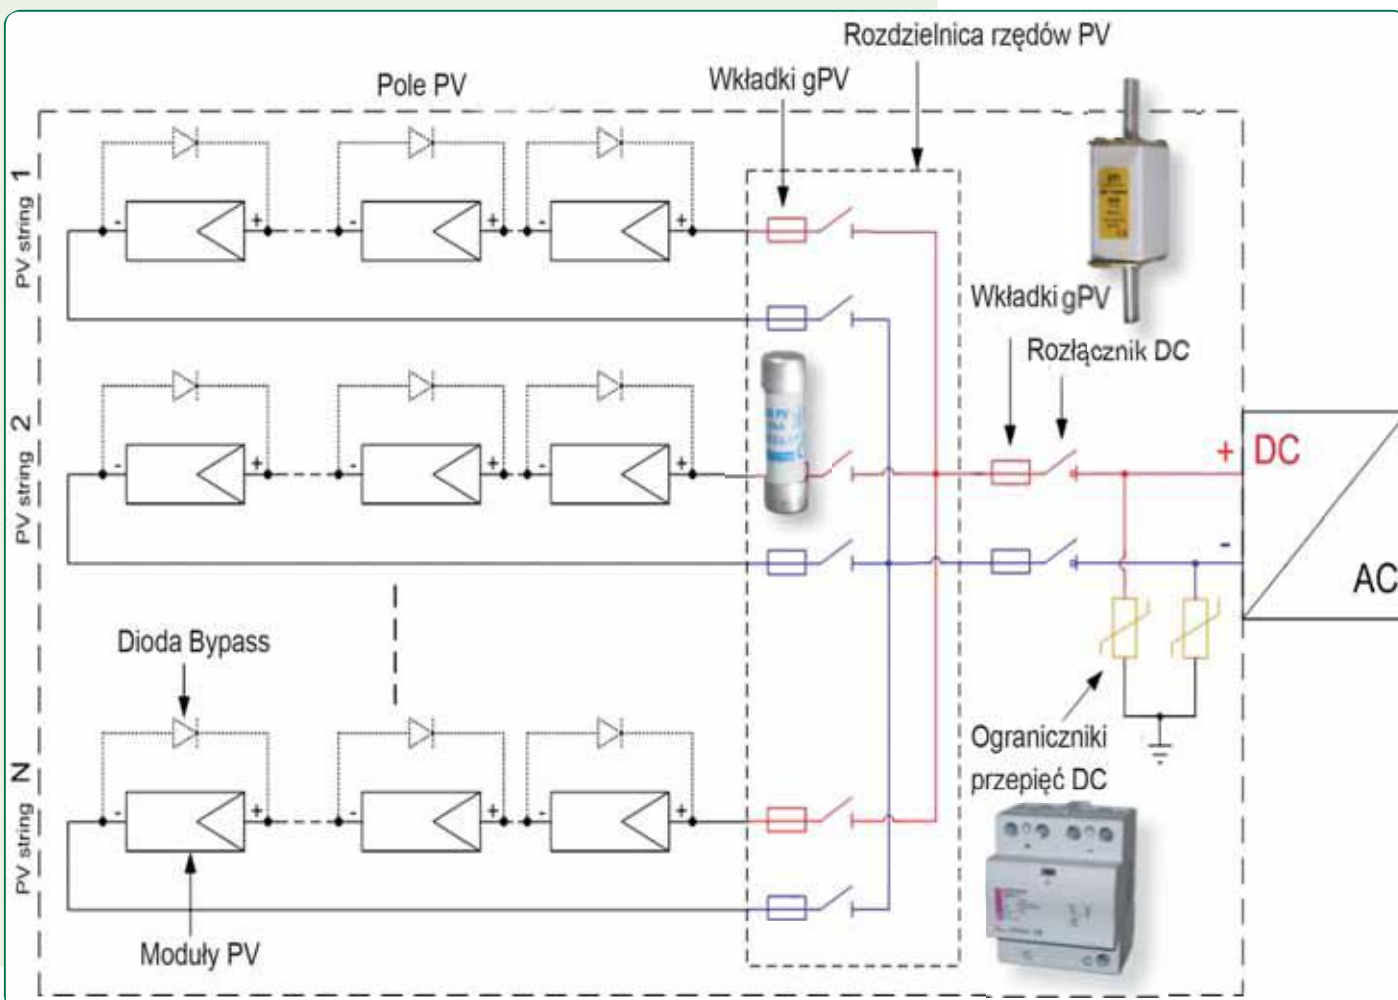 Rozdzielnica rzędów PV
Pole PV
Wkładki gPV
PV string 1
- + - + - +
Wkładki gPV
Rozłącznik DC
PV string 2
- + - + - +
+ DC
-
AC
Dioda Bypass
PV string N
- + - + - +
Ograniczniki
przepięć DC
Moduły PV